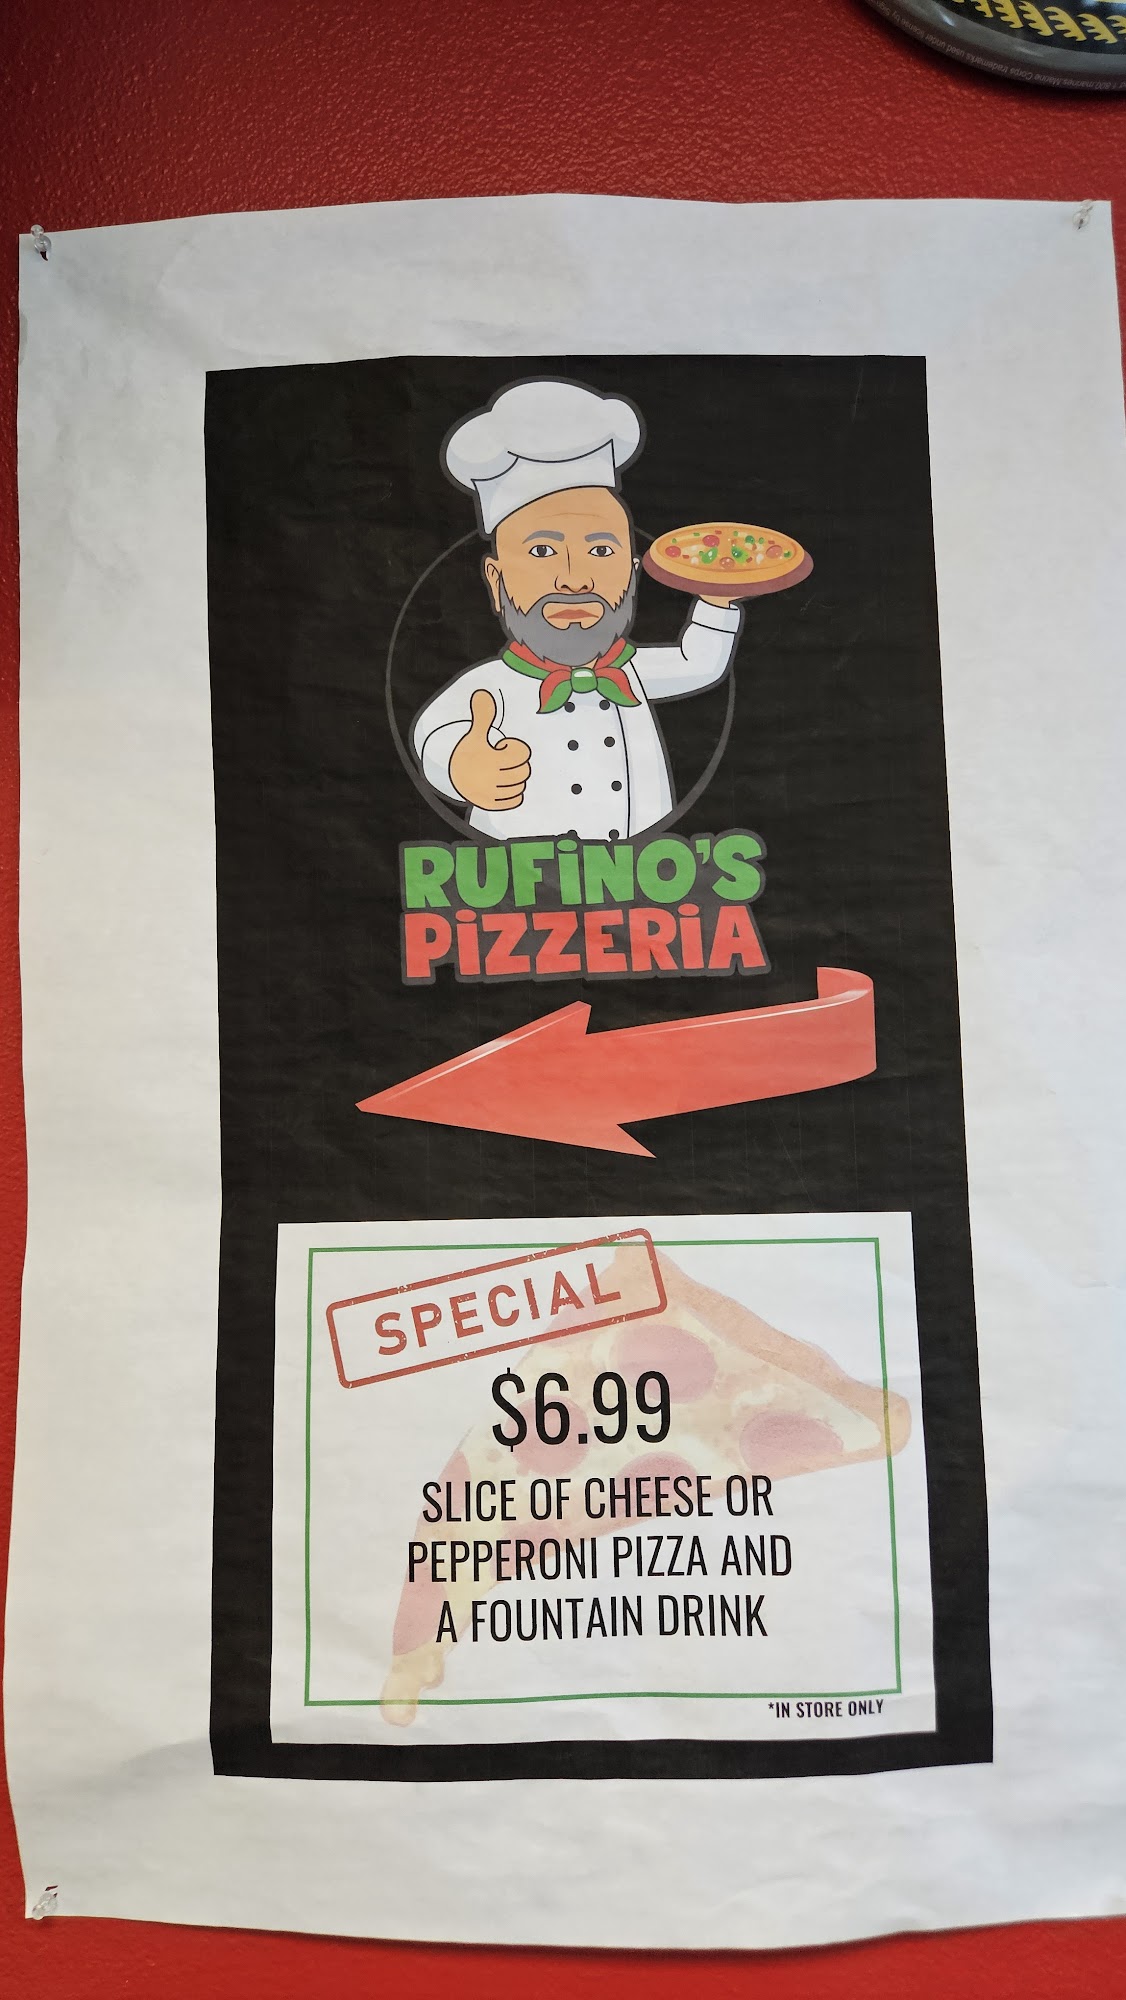 RUFiNO'S
PiZZERiA
SPECIAL
$6.99
SLICE OF CHEESE OR
PEPPERONI PIZZA AND
A FOUNTAIN DRINK
*IN STORE ONLY